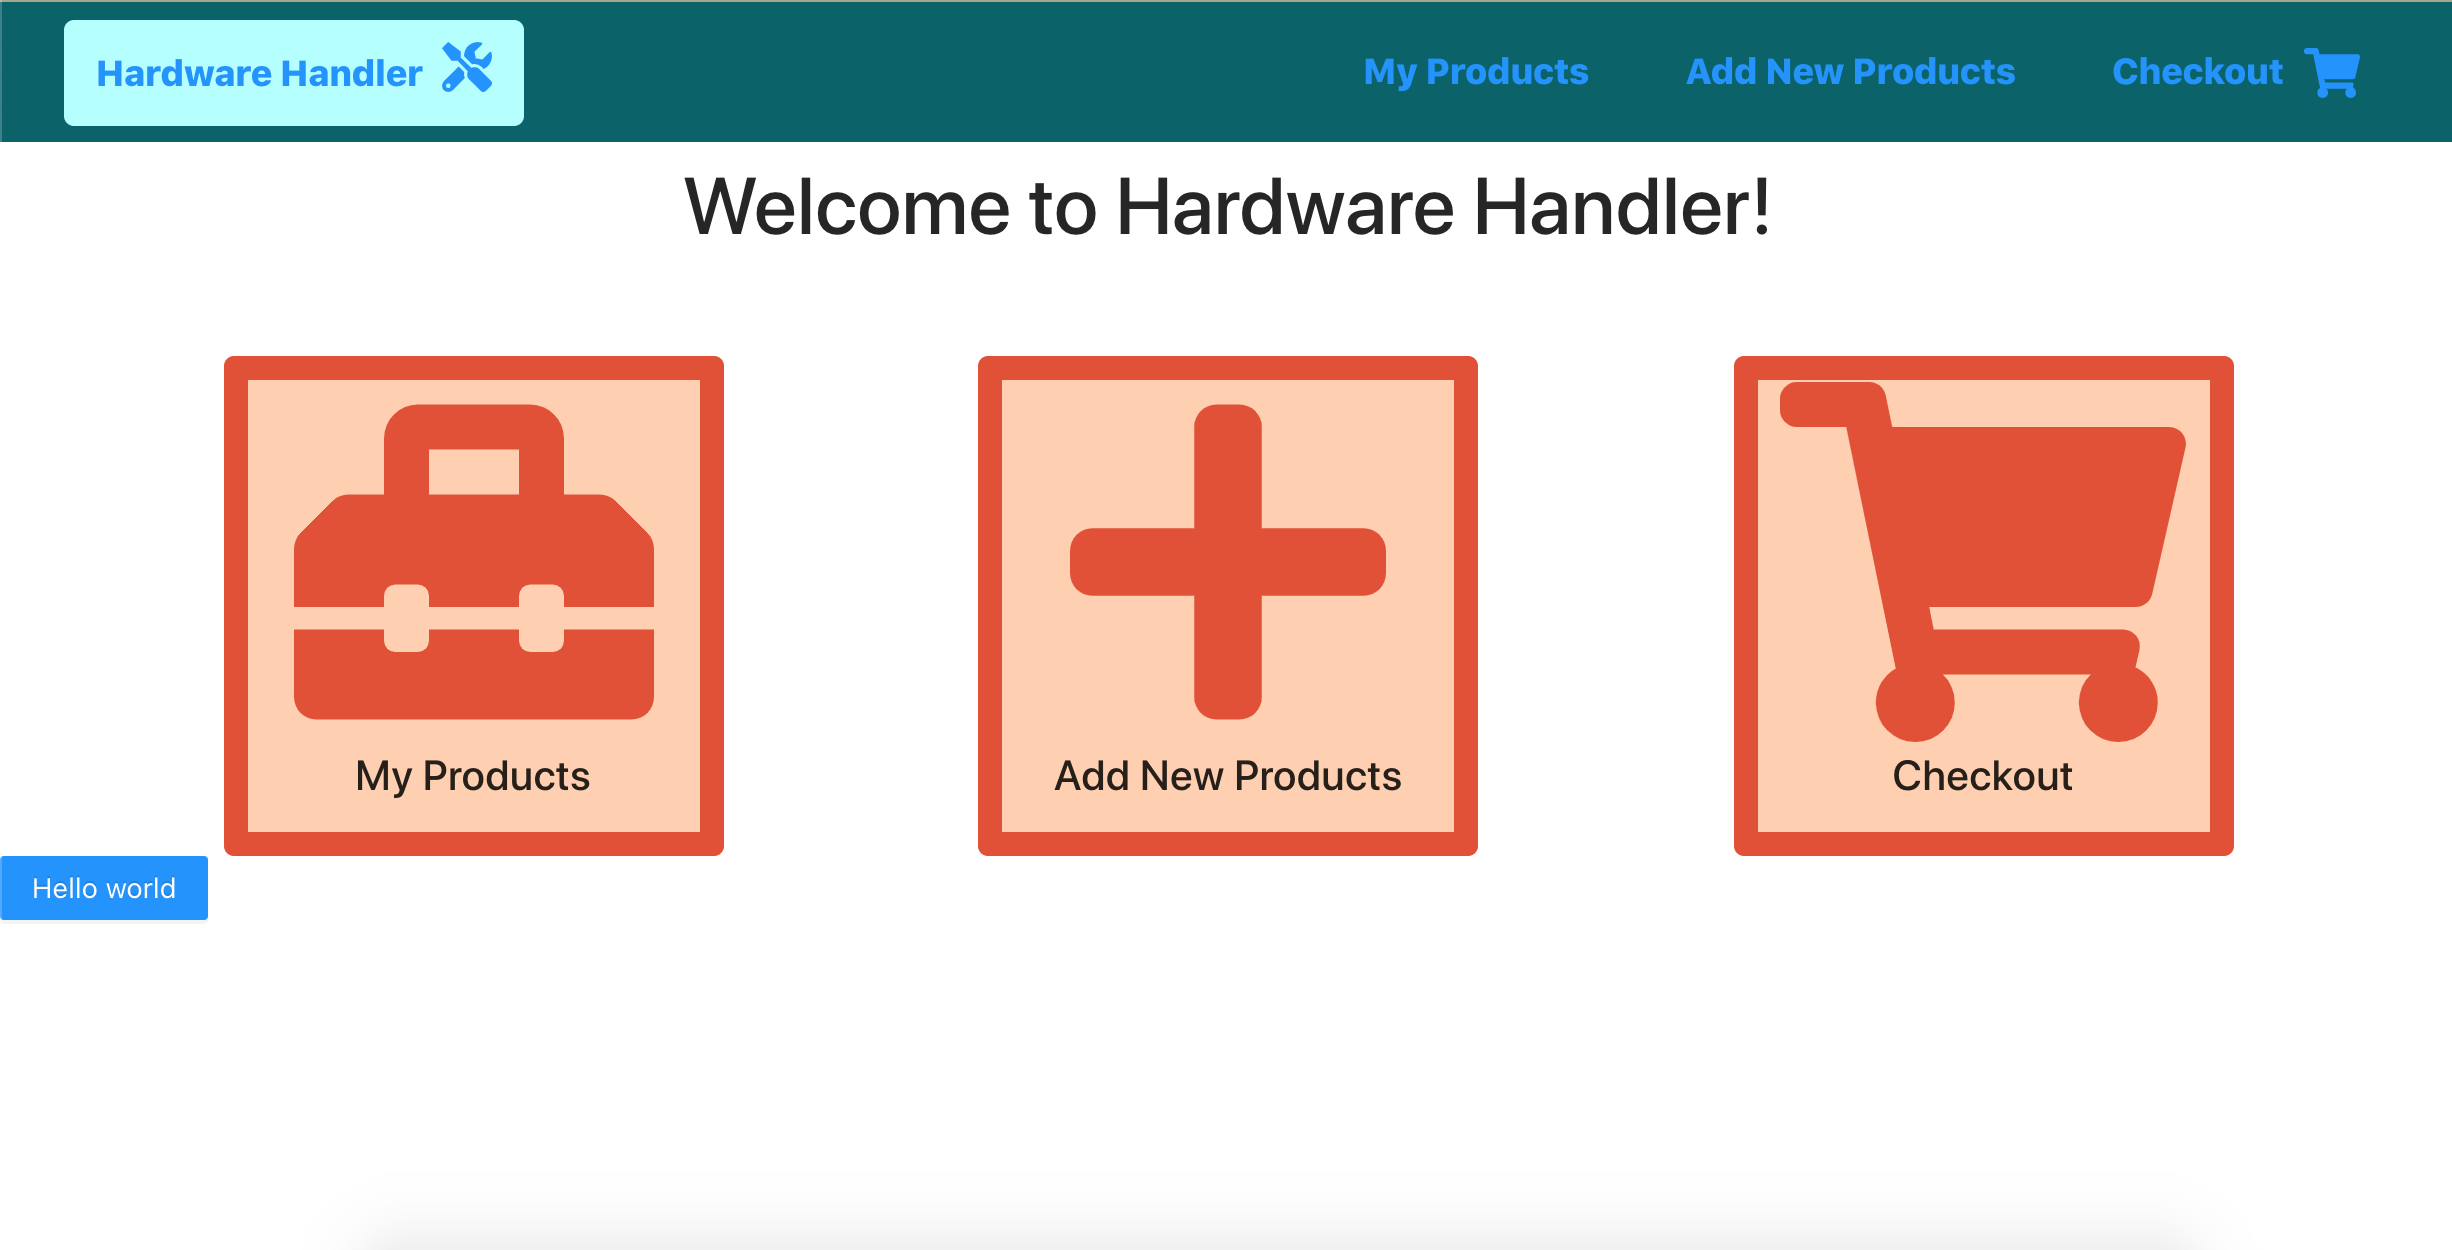 Hardware Handler
My Products
Add New Products
Checkout
Welcome to Hardware Handler!
My Products
Add New Products
Checkout
Hello world